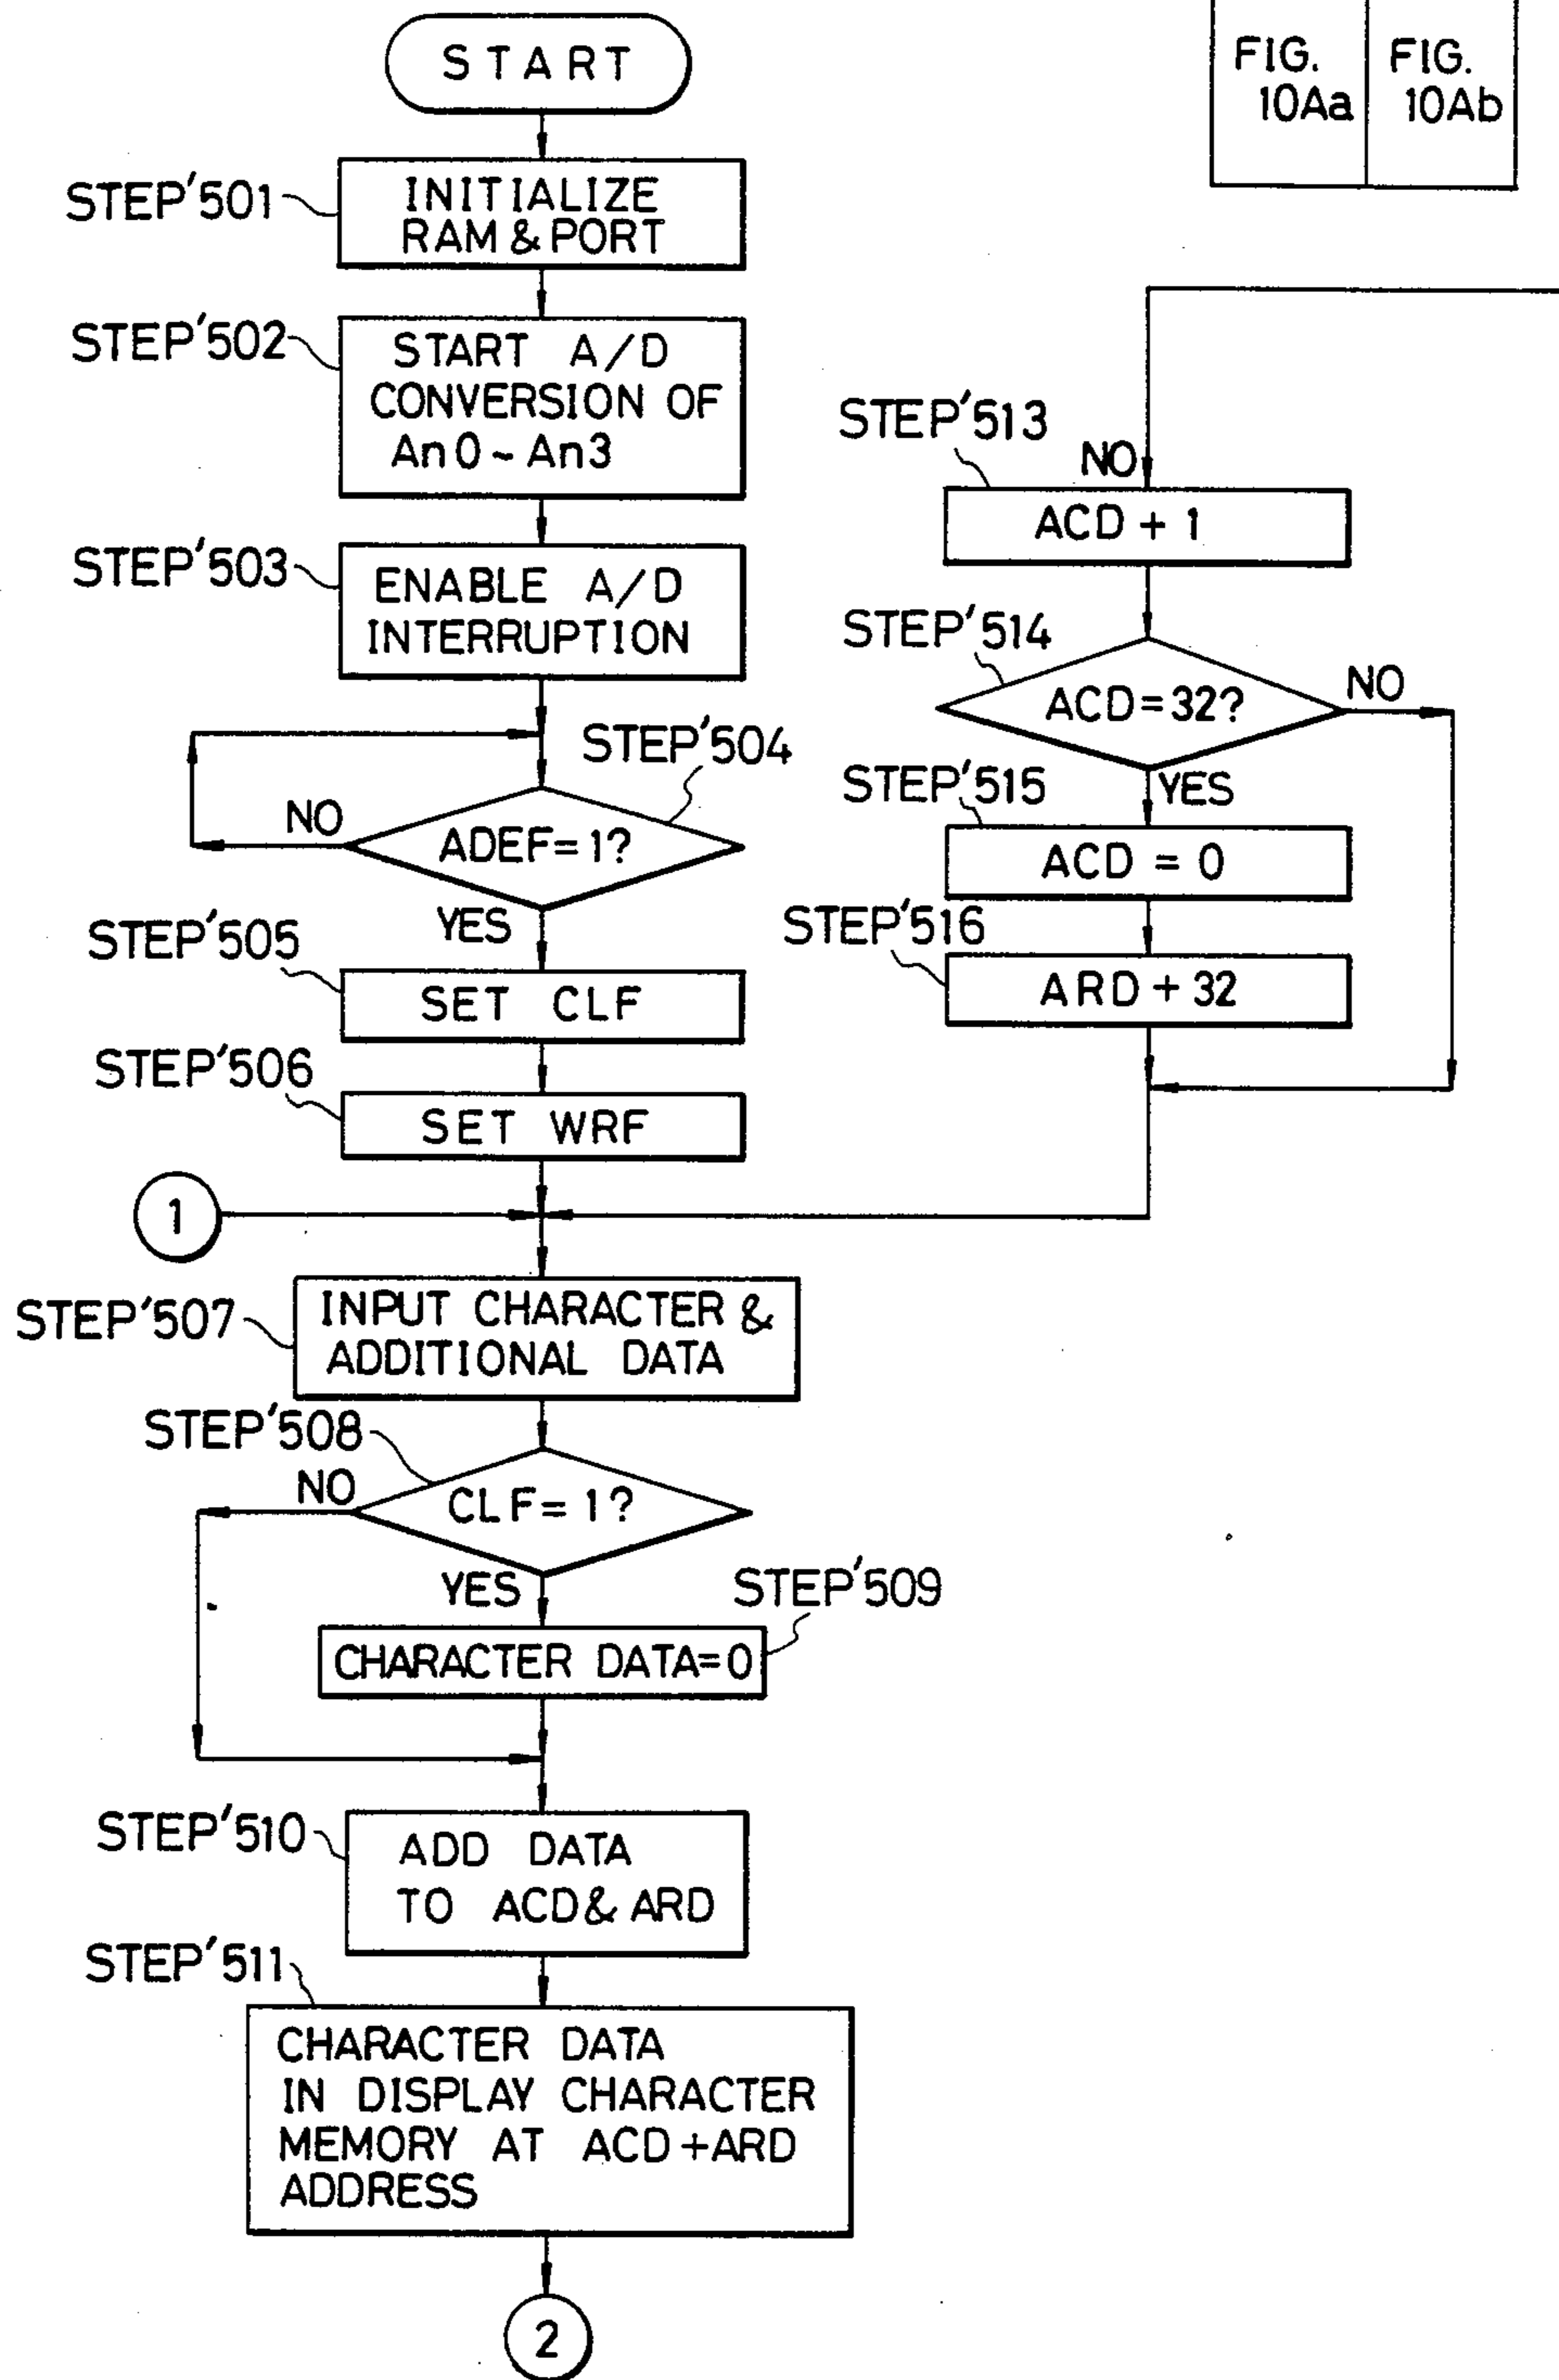 START
FIG. 10Aa
FIG. 10Ab
STEP'501
INITIALIZE
RAM & PORT
STEP'502
START A/D
CONVERSION OF
An0~An3
STEP'503
ENABLE A/D
INTERRUPTION
STEP'504
NO
ADEF=1?
YES
STEP'505
SET CLF
STEP'506
SET WRF
1
STEP'507
INPUT CHARACTER &
ADDITIONAL DATA
STEP'508
NO
CLF=1?
YES
STEP'509
CHARACTER DATA=0
STEP'510
ADD DATA
TO ACD & ARD
STEP'511
CHARACTER DATA
IN DISPLAY CHARACTER
MEMORY AT ACD+ARD
ADDRESS
2
STEP'513
NO
ACD + 1
STEP'514
ACD=32?
NO
YES
STEP'515
ACD = 0
STEP'516
ARD + 32